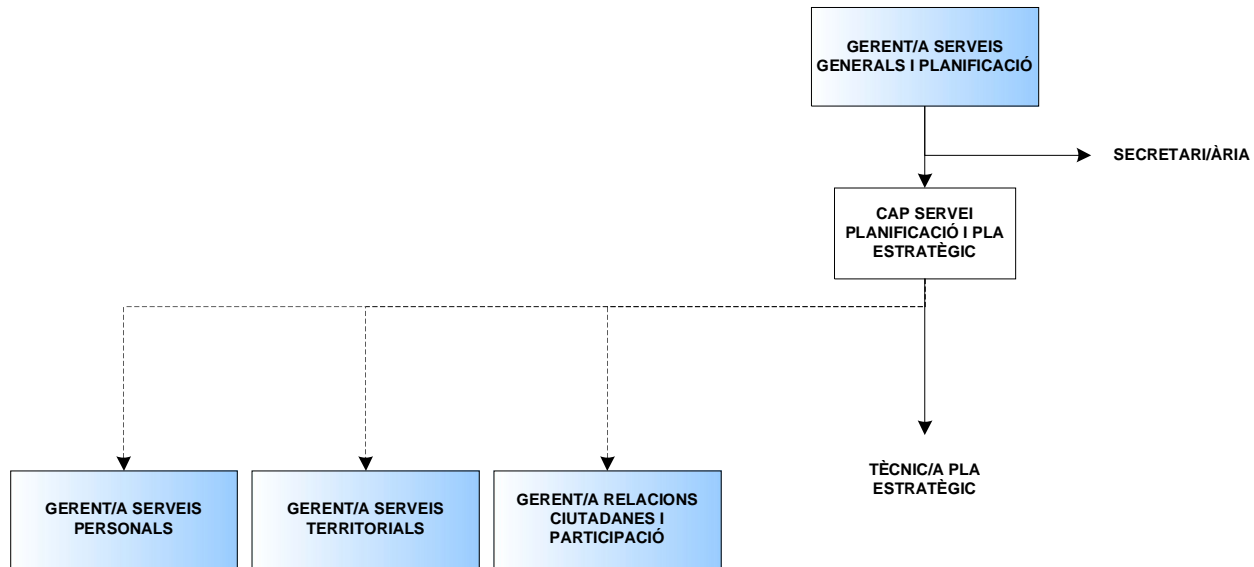 GERENT/A SERVEIS
GENERALS I PLANIFICACIÓ
SECRETARI/ÀRIA
CAP SERVEI
PLANIFICACIÓ I PLA
ESTRATÈGIC
GERENT/A SERVEIS
PERSONALS
GERENT/A SERVEIS
TERRITORIALS
GERENT/A RELACIONS
CIUTADANES I
PARTICIPACIÓ
TÈCNIC/A PLA
ESTRATÈGIC